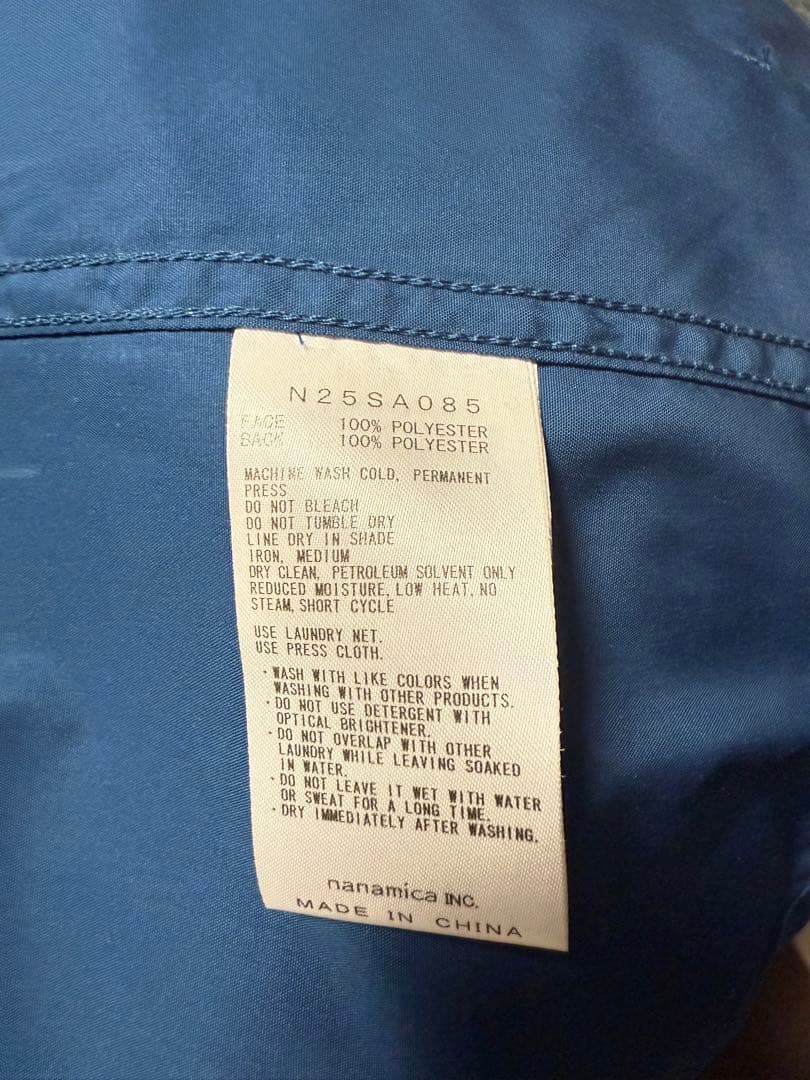 N25SA085
FACE 100% POLYESTER
BACK 100% POLYESTER
MACHINE WASH COLD, PERMANENT
PRESS
DO NOT BLEACH
DO NOT TUMBLE DRY
LINE DRY IN SHADE
IRON, MEDIUM
DRY CLEAN, PETROLEUM SOLVENT ONLY
REDUCED MOISTURE, LOW HEAT, NO
STEAM, SHORT CYCLE
USE LAUNDRY NET.
USE PRESS CLOTH.
・WASH WITH LIKE COLORS WHEN
WASHING WITH OTHER PRODUCTS.
・DO NOT USE DETERGENT WITH
OPTICAL BRIGHTENER.
・DO NOT OVERLAP WITH OTHER
LAUNDRY WHILE LEAVING SOAKED
IN WATER.
・DO NOT LEAVE IT WET WITH WATER
OR SWEAT FOR A LONG TIME.
・DRY IMMEDIATELY AFTER WASHING.
nanamica INC.
MADE IN CHINA